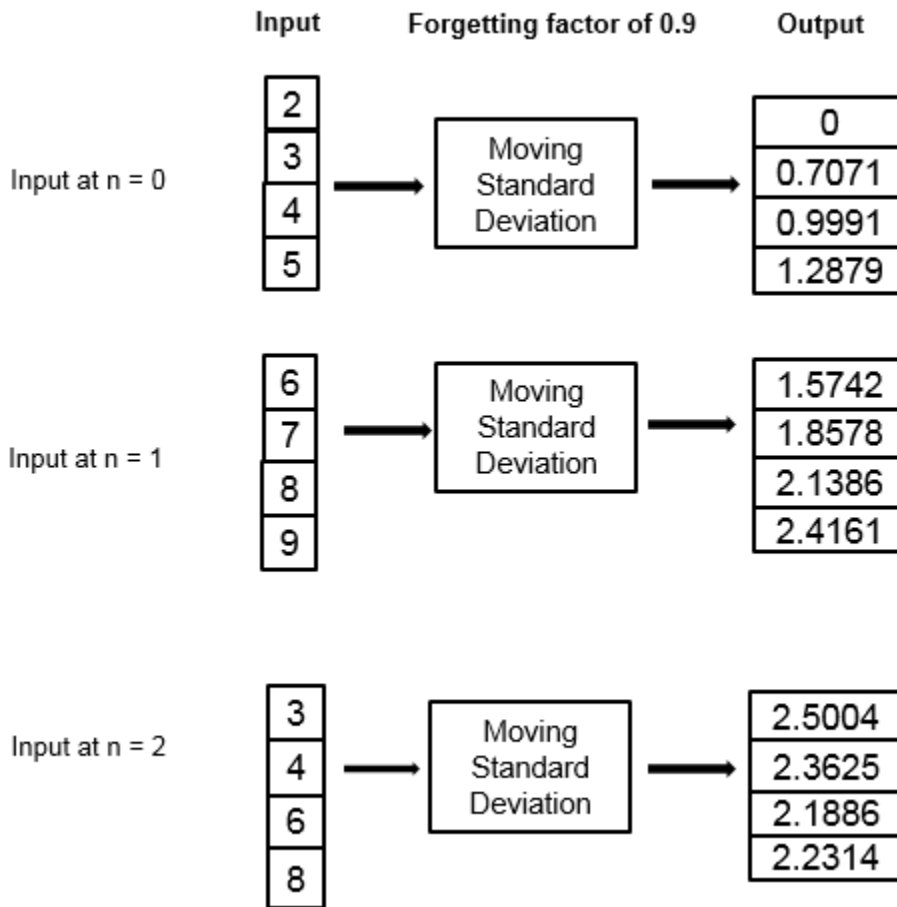 Input Forgetting factor of 0.9 Output
Input at n = 0
2
3
4
5
Moving
Standard
Deviation
0
0.7071
0.9991
1.2879
Input at n = 1
6
7
8
9
Moving
Standard
Deviation
1.5742
1.8578
2.1386
2.4161
Input at n = 2
3
4
6
8
Moving
Standard
Deviation
2.5004
2.3625
2.1886
2.2314